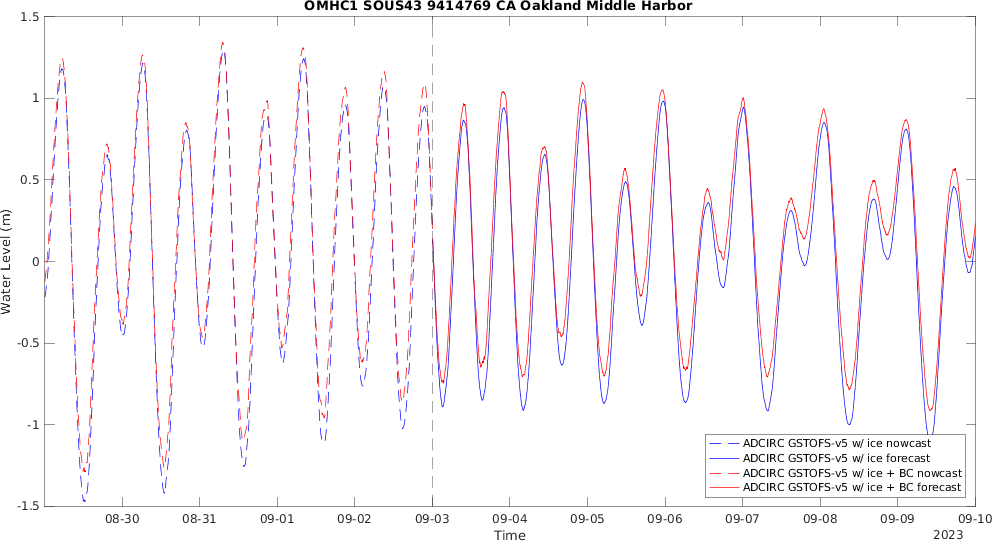 OMHC1 SOUS43 9414769 CA Oakland Middle Harbor
Water Level (m)
1.5
1
0.5
0
-0.5
-1
-1.5
08-30 08-31 09-01 09-02 09-03 09-04 09-05 09-06 09-07 09-08 09-09 09-10
Time
2023
ADCIRC GSTOFS-v5 w/ ice nowcast
ADCIRC GSTOFS-v5 w/ ice forecast
ADCIRC GSTOFS-v5 w/ ice + BC nowcast
ADCIRC GSTOFS-v5 w/ ice + BC forecast